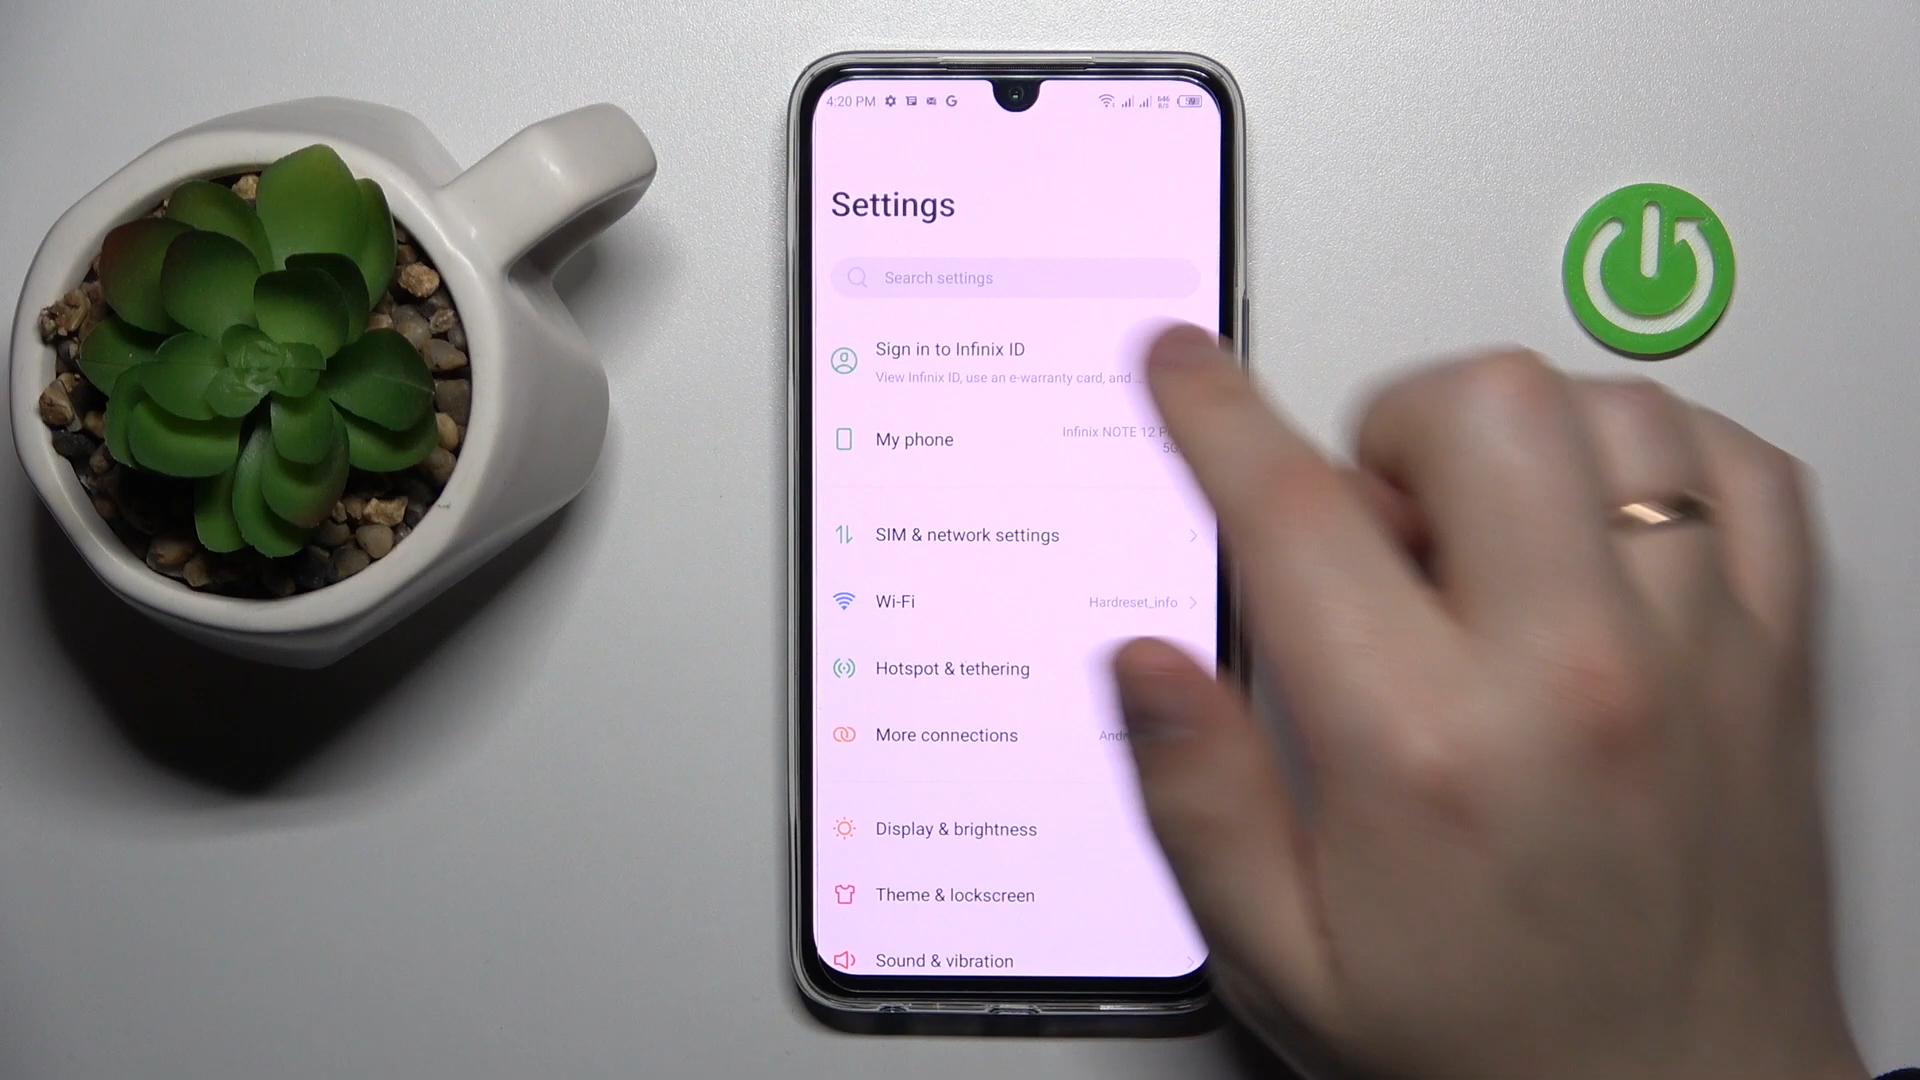 4:20 PM
Settings
Search settings
Sign in to Infinix ID
View Infinix ID, use an e-warranty card, and ...
My phone
Infinix NOTE 12
5G
SIM & network settings
Wi-Fi Hardreset_info
Hotspot & tethering
More connections
Display & brightness
Theme & lockscreen
Sound & vibration